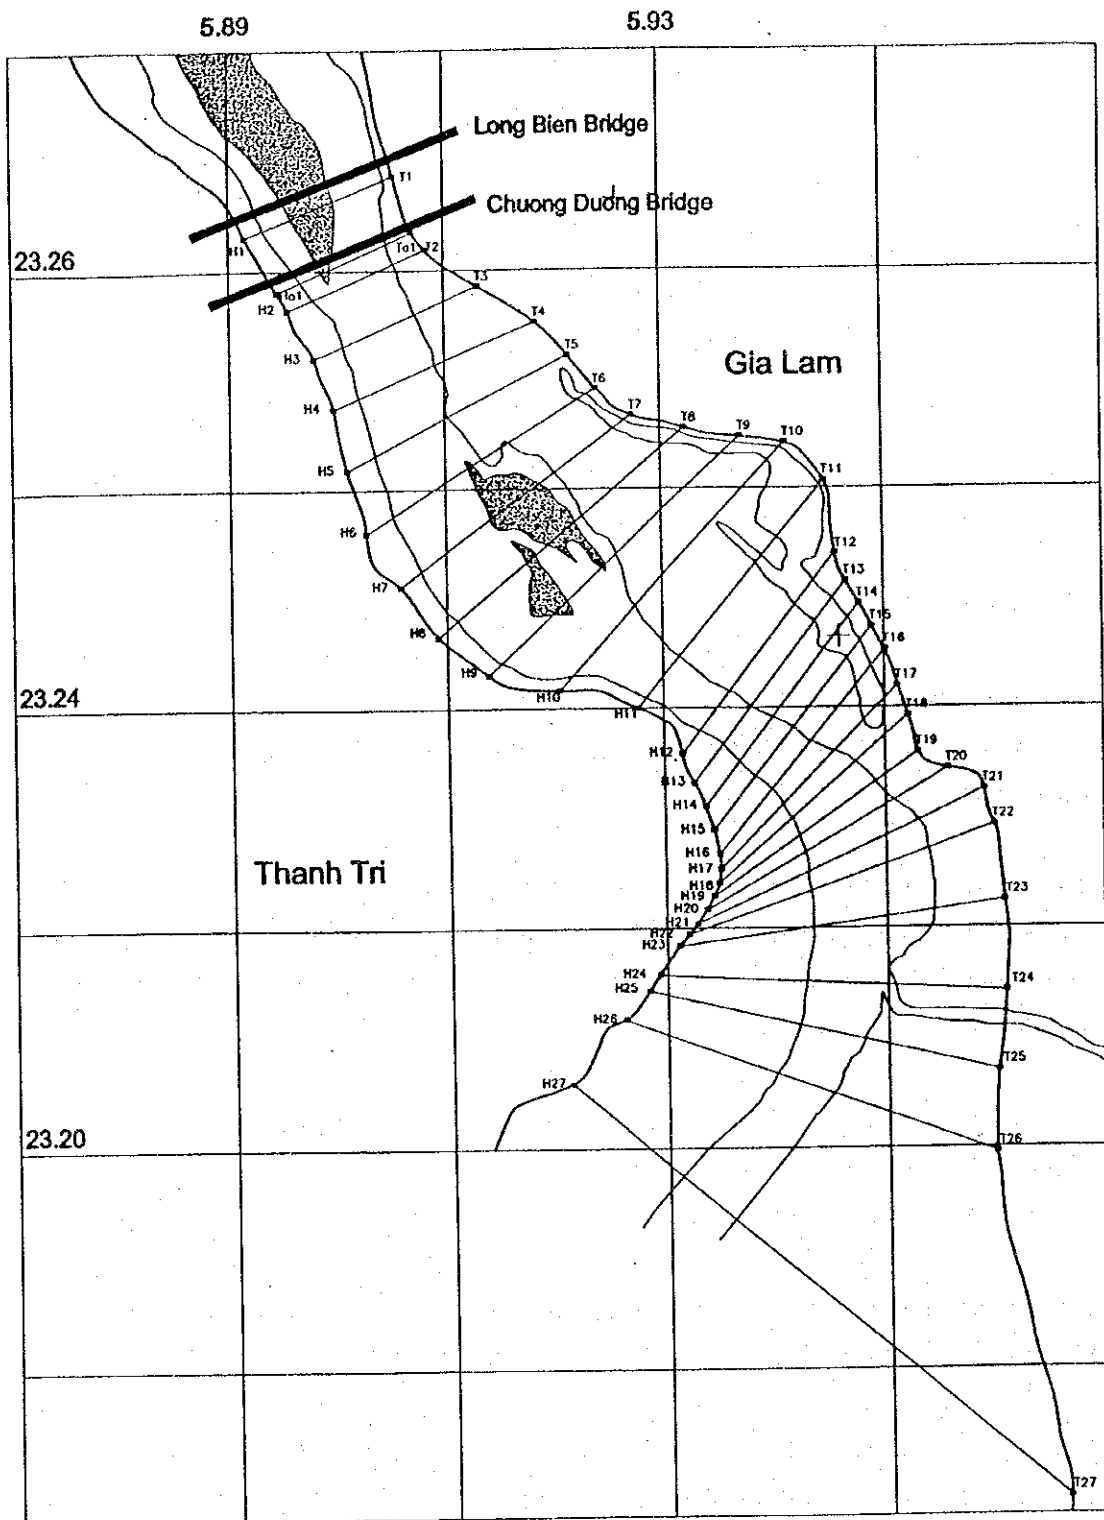 5.89
5.93
Long Bien Bridge
T1
Chuong Duong Bridge
H1
To1
T2
23.26
T3
Ho1
H2
T4
H3
T5
Gia Lam
T6
H4
T7
T8
T9
T10
H5
T11
H6
T12
H7
T13
T14
T15
H8
T16
H9
T17
23.24
H10
T18
H11
T19
H12
T20
H13
T21
H14
T22
H15
H16
Thanh Tri
H17
H18
T23
H19
H20
H21
H22
H23
H24
T24
H25
H26
T25
H27
23.20
T26
T27